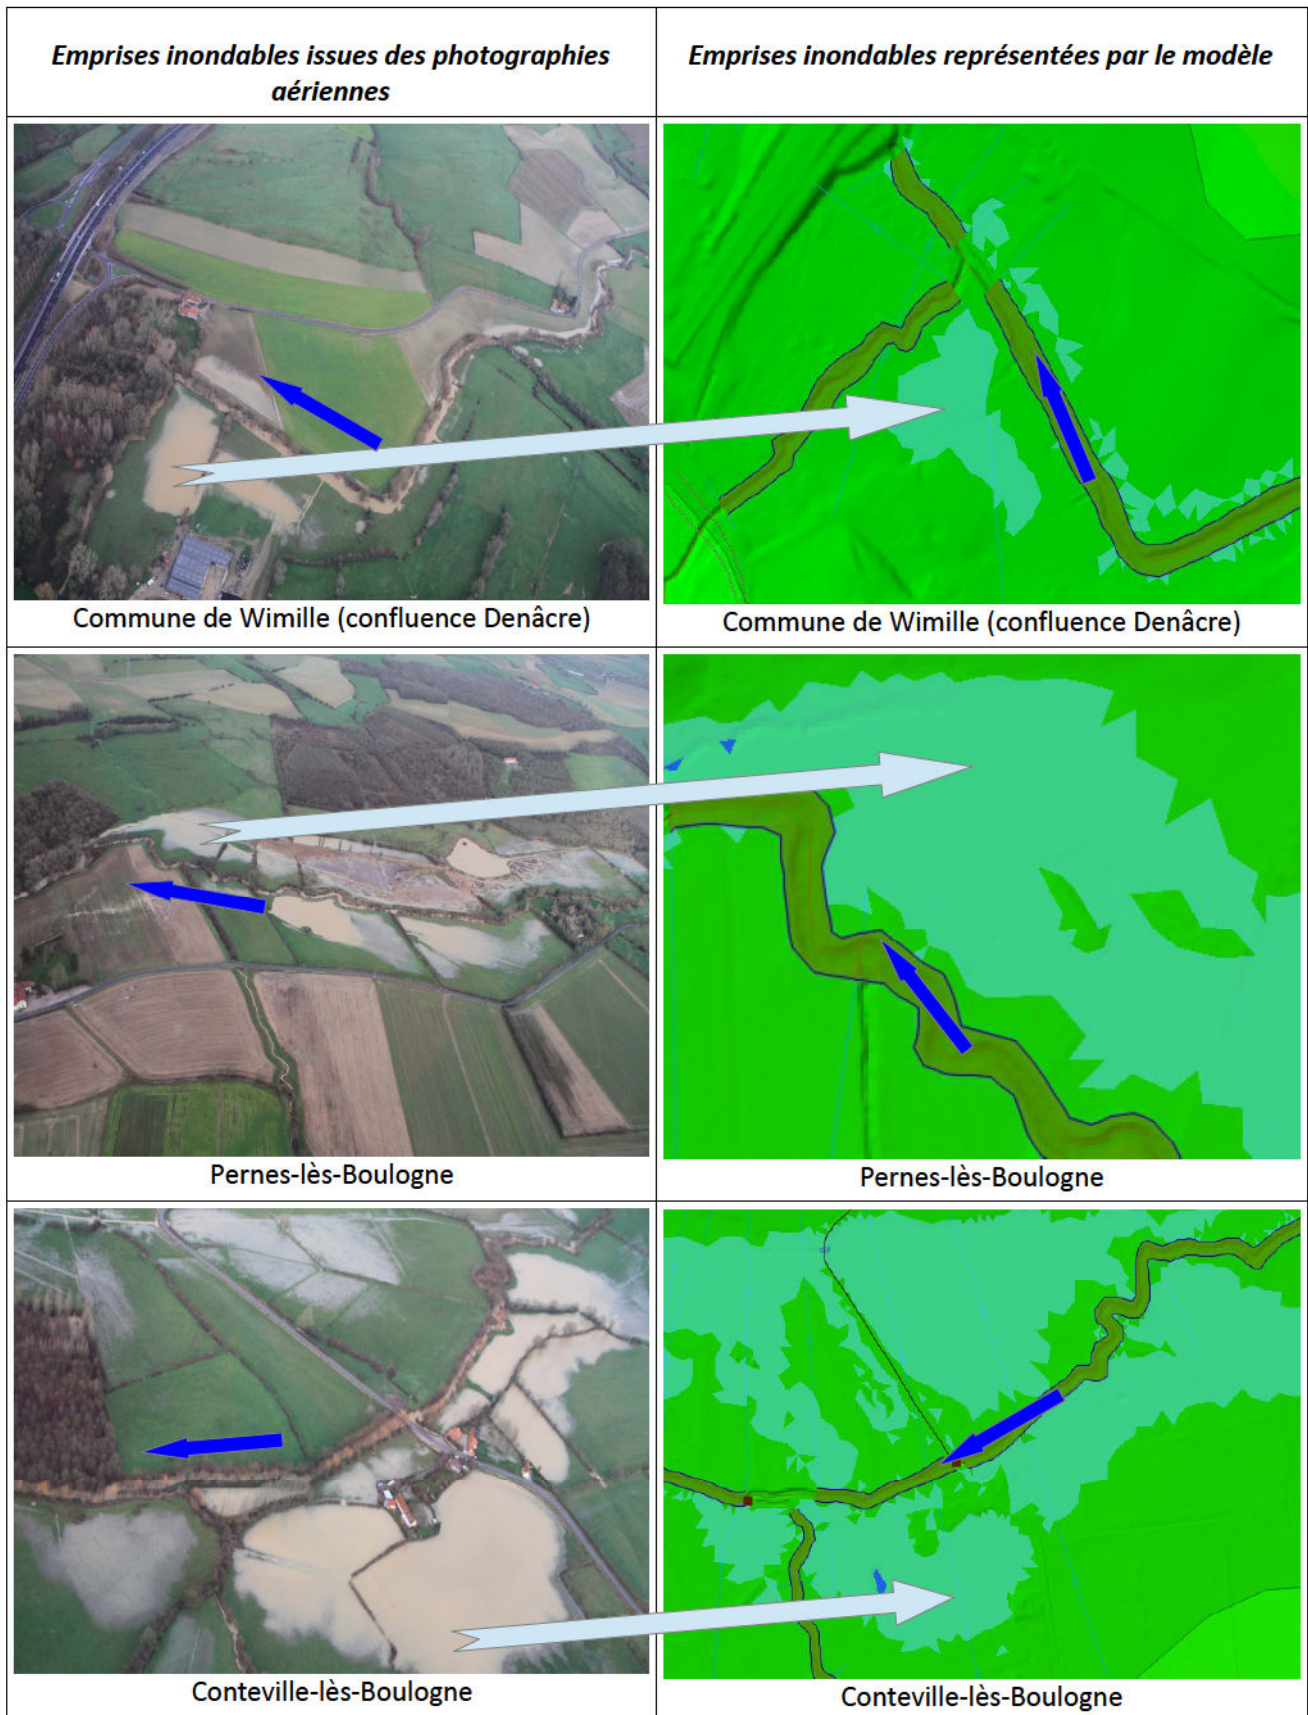 Emprises inondables issues des photographies
aériennes
Emprises inondables représentées par le modèle
Commune de Wimille (confluence Denâcre)
Commune de Wimille (confluence Denâcre)
Pernes-lès-Boulogne
Pernes-lès-Boulogne
Conteville-lès-Boulogne
Conteville-lès-Boulogne